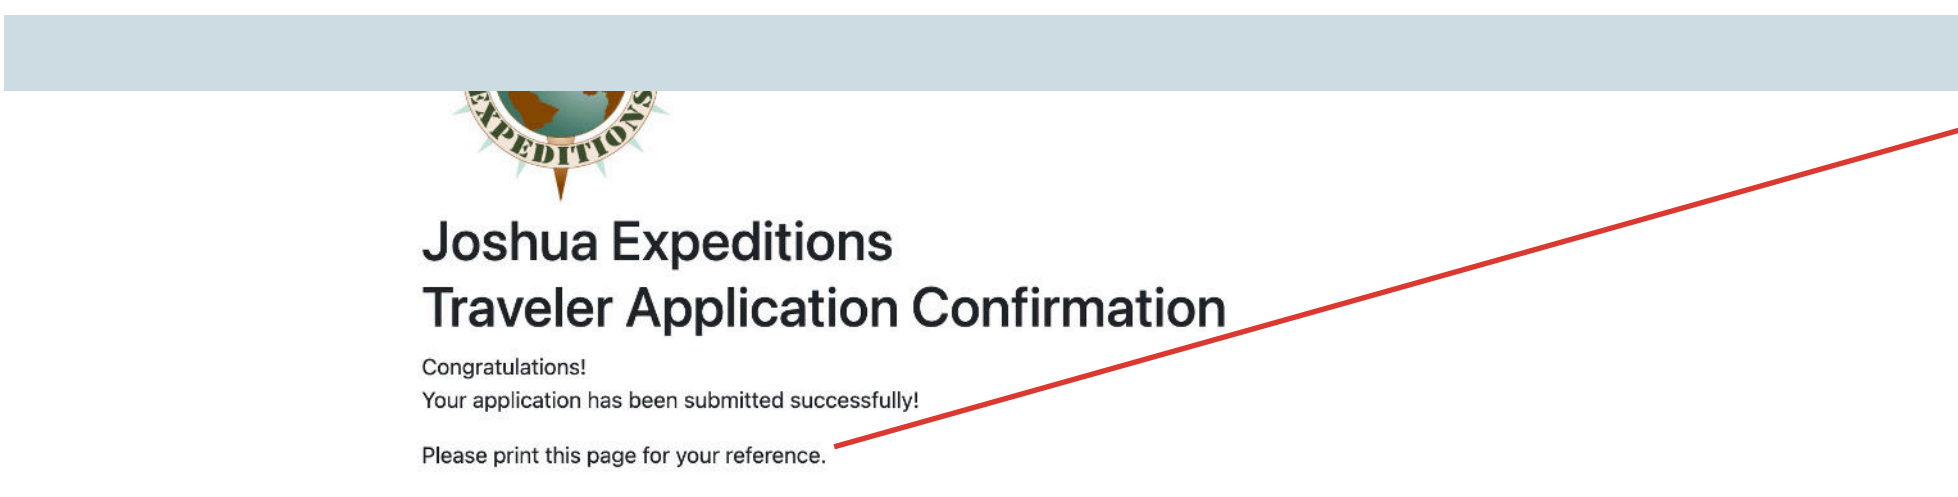 EXPEDITIONS
Joshua Expeditions
Traveler Application Confirmation
Congratulations!
Your application has been submitted successfully!
Please print this page for your reference.